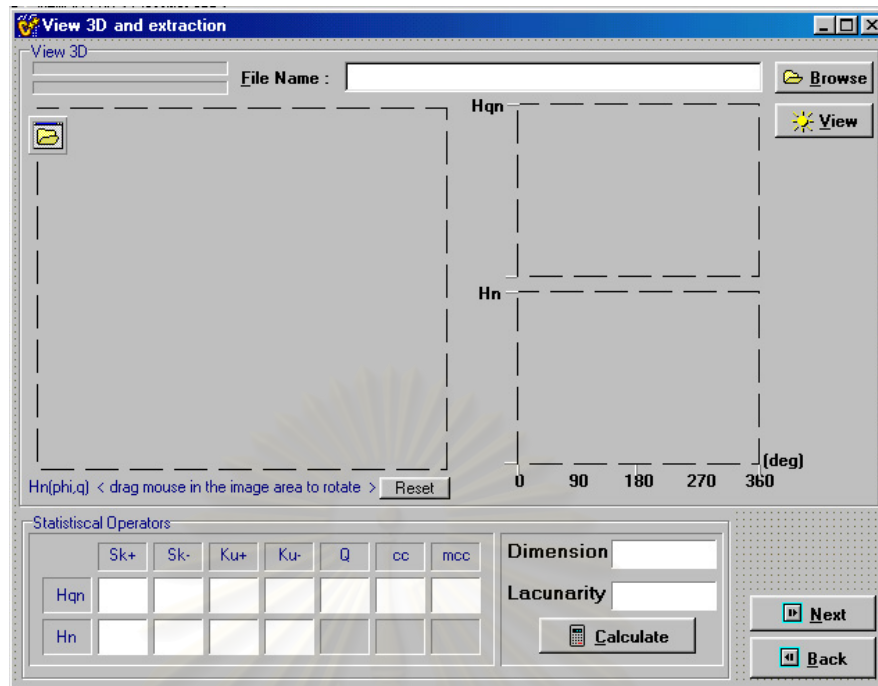 View 3D and extraction
View 3D
File Name :
Browse
View
Hqn
Hn
(deg)
0 90 180 270 360
Hn(phi,q) < drag mouse in the image area to rotate > Reset
Statistiscal Operators
Sk+ Sk- Ku+ Ku- Q cc mcc
Hqn
Hn
Dimension
Lacunarity
Calculate
Next
Back